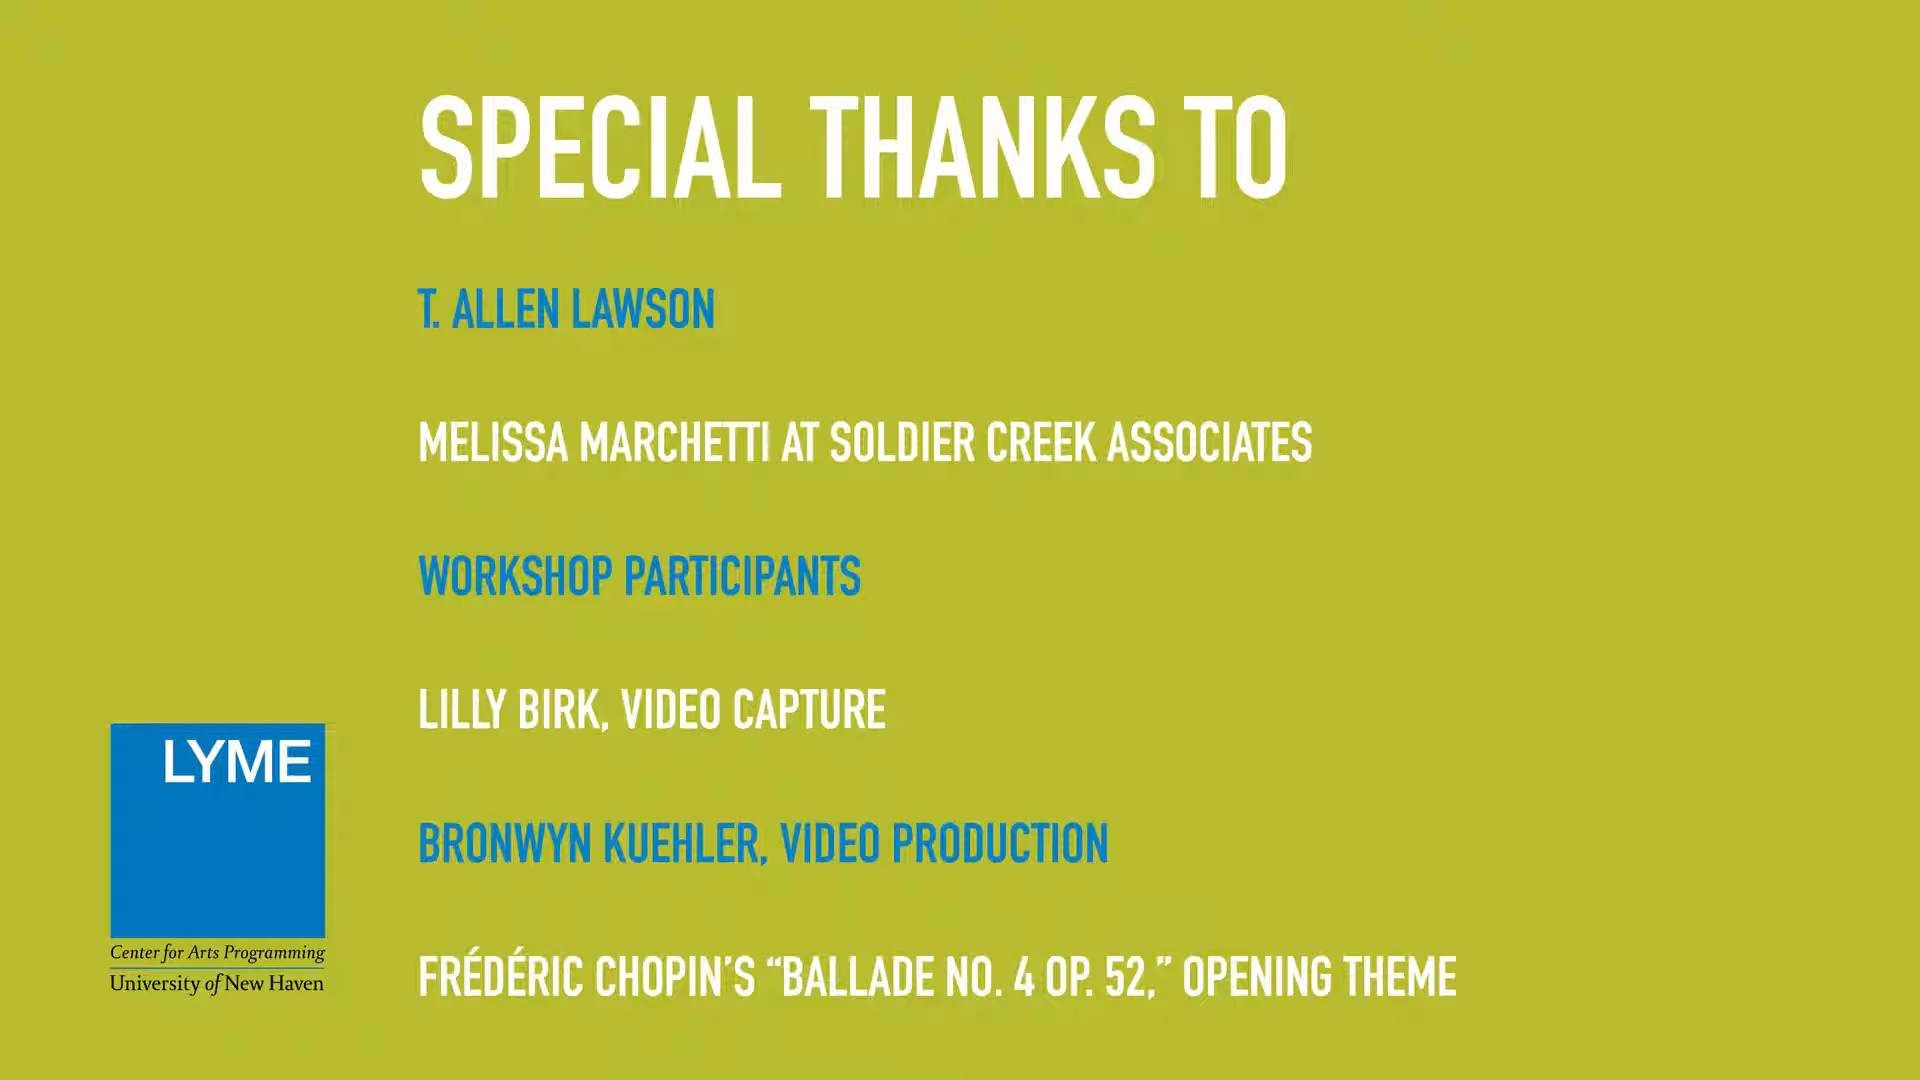 SPECIAL THANKS TO
T. ALLEN LAWSON
MELISSA MARCHETTI AT SOLDIER CREEK ASSOCIATES
WORKSHOP PARTICIPANTS
LILLY BIRK, VIDEO CAPTURE
BRONWYN KUEHLER, VIDEO PRODUCTION
FRÉDÉRIC CHOPIN’S “BALLADE NO. 4 OP. 52,” OPENING THEME
LYME
Center for Arts Programming
University of New Haven